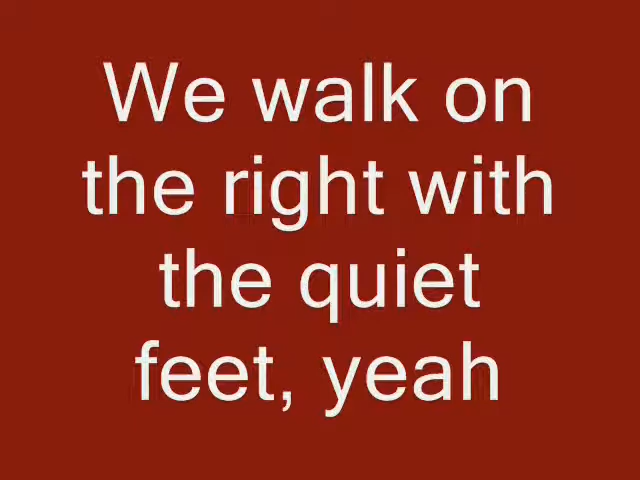 We walk on
the right with
the quiet
feet, yeah